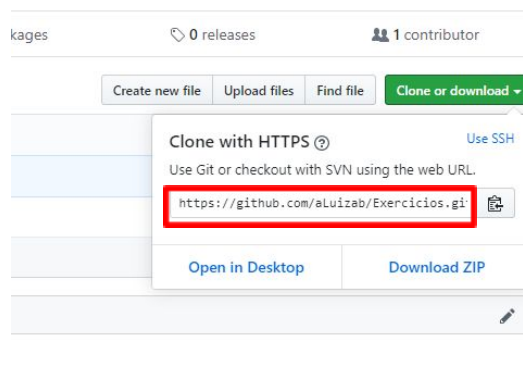 kages 0 releases 1 contributor
Create new file Upload files Find file Clone or download
Clone with HTTPS ? Use SSH
Use Git or checkout with SVN using the web URL.
https://github.com/aLuizab/Exercicios.gi
Open in Desktop Download ZIP